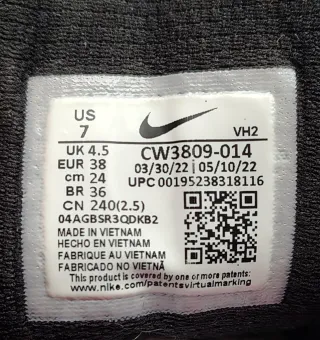 US
7
VH2
UK 4.5
EUR 38
cm 24
BR 36
CN 240(2.5)
CW3809-014
03/30/22 | 05/10/22
UPC 00195238318116
04AGBSR3QDKB2
MADE IN VIETNAM
HECHO EN VIETNAM
FABRIQUE AU VIETNAM
FABRICADO NO VIETNÃ
This product is covered by one or more patents:
www.nike.com/patentsvirtualmarking